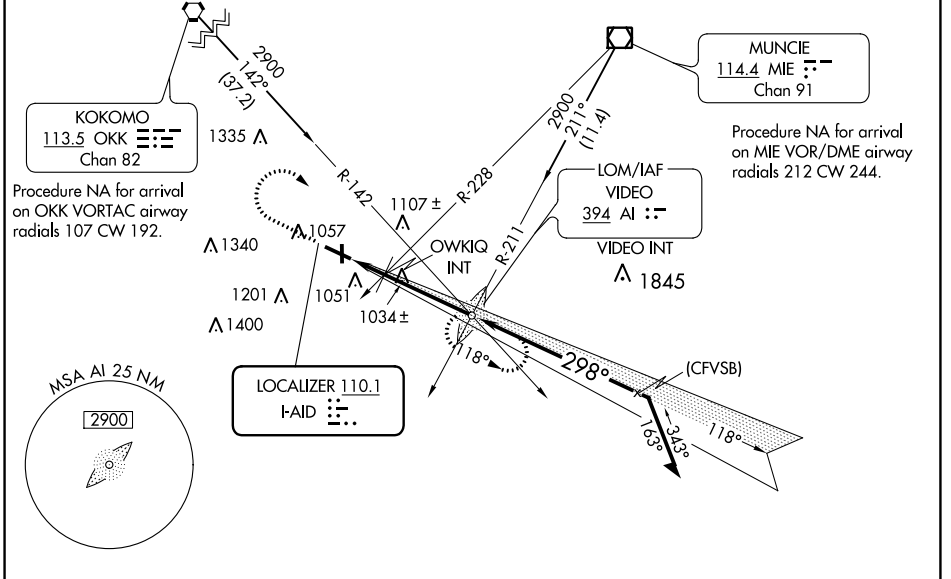 2900
142°
(37.2)
KOKOMO
113.5 OKK
Chan 82
Procedure NA for arrival
on OKK VORTAC airway
radials 107 CW 192.
MUNCIE
114.4 MIE
Chan 91
Procedure NA for arrival
on MIE VOR/DME airway
radials 212 CW 244.
2900
211°
(11.4)
1335
R-142
R-228
R-211
LOM/IAF
VIDEO
394 AI
VIDEO INT
1845
1107 ±
1057
1340
OWKIQ
INT
1201
1051
1034 ±
1400
118°
298°
(CFVSB)
LOCALIZER 110.1
I-AID
163°
343°
118°
MSA AI 25 NM
2900